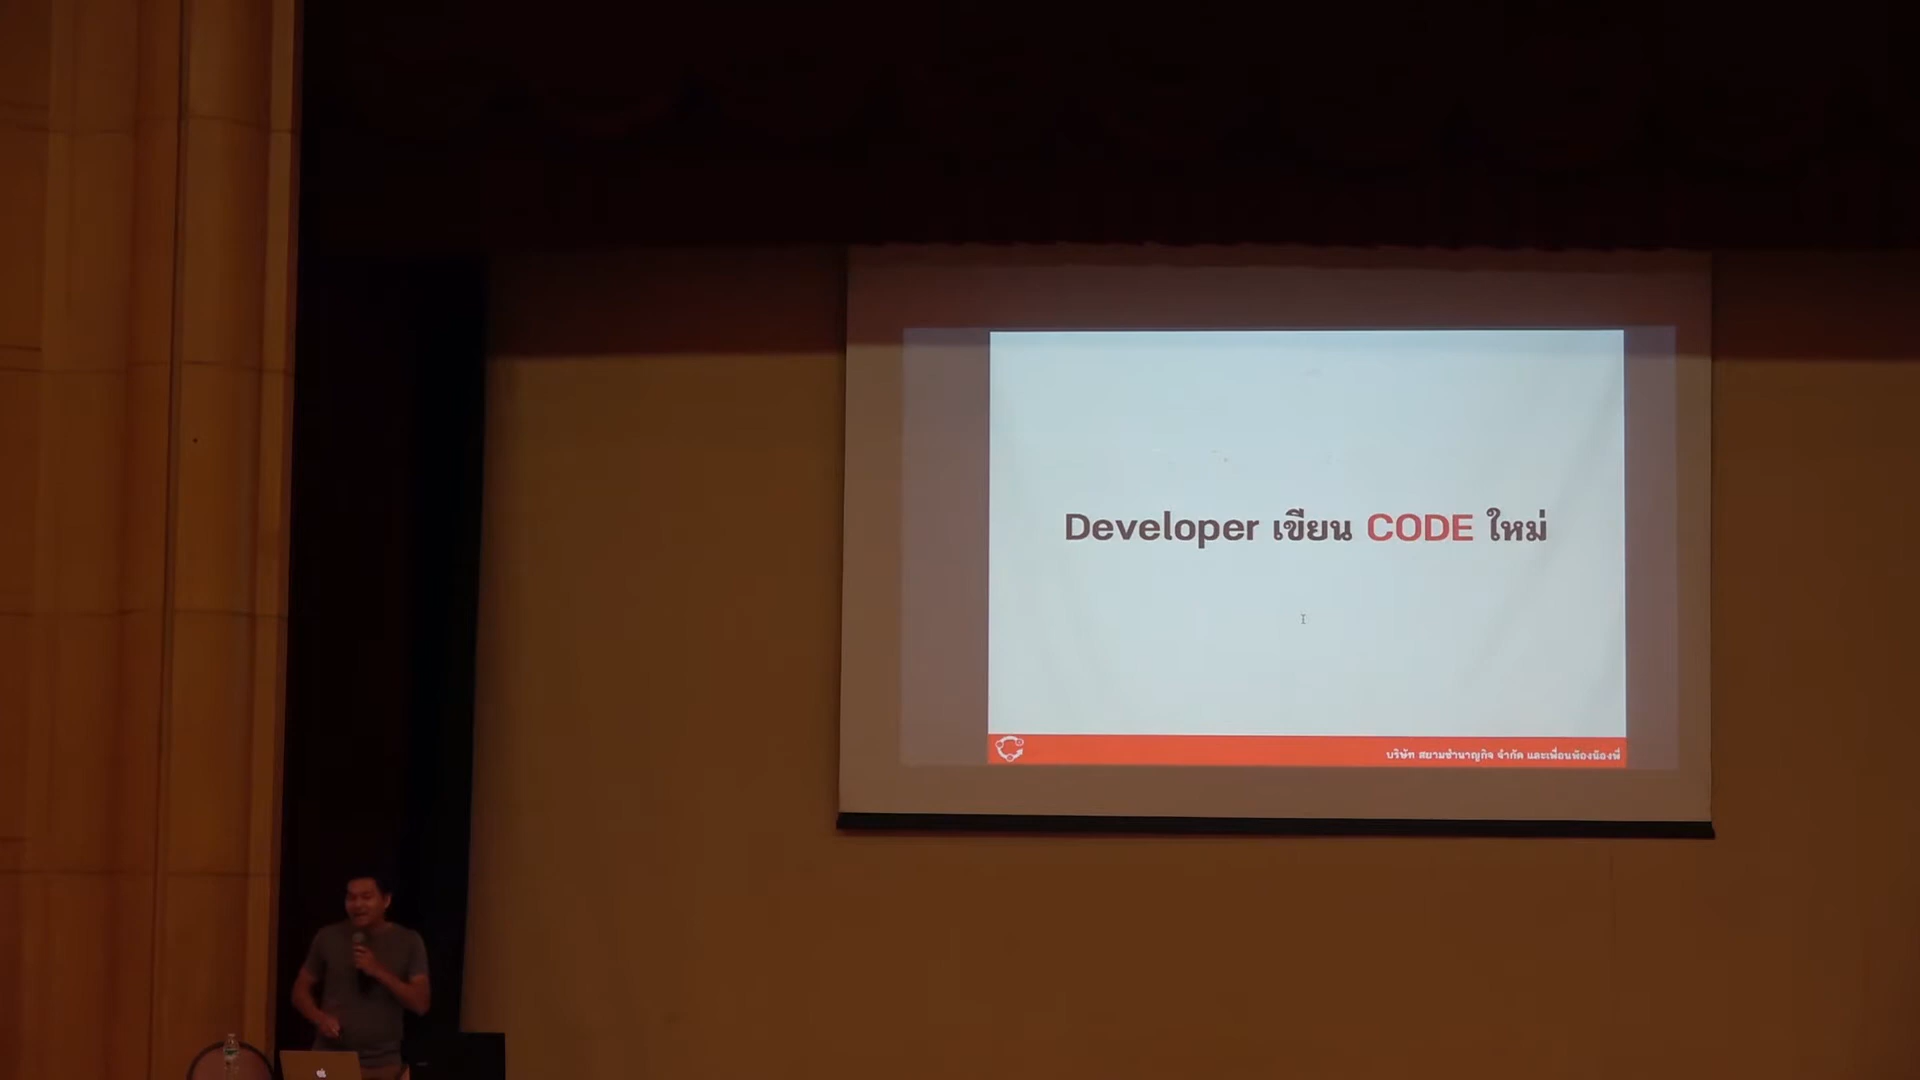 Developer เขียน CODE ใหม่
บริษัท สยามชำนาญกิจ จำกัด และเพื่อนพ้องน้องพี่